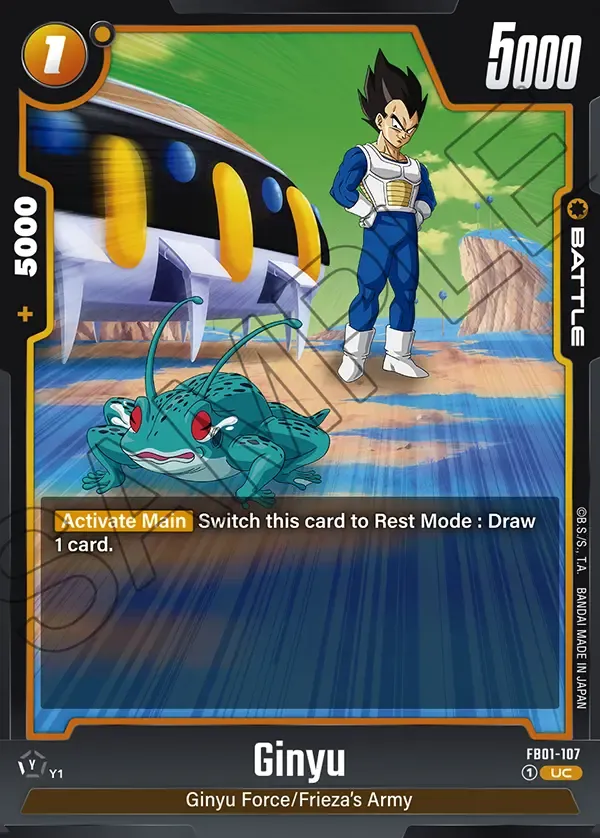 1
5000
+ 5000
BATTLE
SAMPLE
Activate Main Switch this card to Rest Mode : Draw
1 card.
©B.S./S., T.A. BANDAI MADE IN JAPAN
Ginyu
FB01-107
Y Y1
1 UC
Ginyu Force/Frieza's Army